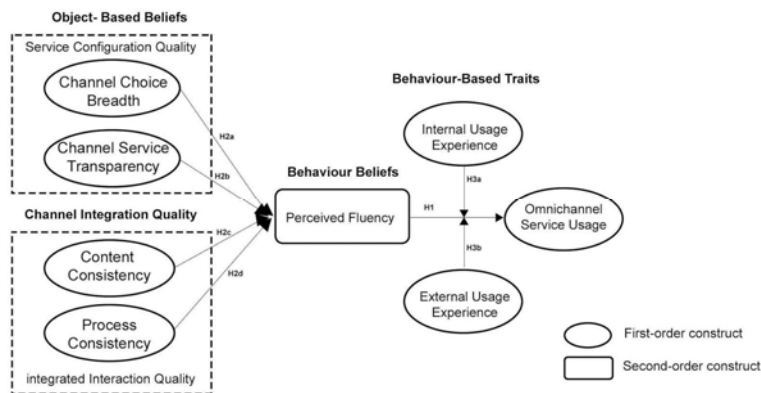 Object- Based Beliefs
Service Configuration Quality
Channel Choice
Breadth
Channel Service
Transparency
Channel Integration Quality
Content
Consistency
Process
Consistency
integrated Interaction Quality
H2a
H2b
H2c
H2d
Behaviour Beliefs
Perceived Fluency
Behaviour-Based Traits
Internal Usage
Experience
H3a
H1
H3b
External Usage
Experience
Omnichannel
Service Usage
First-order construct
Second-order construct